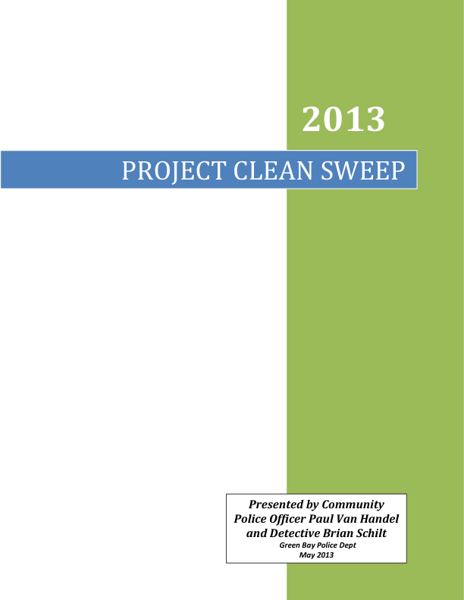 2013
PROJECT CLEAN SWEEP
Presented by Community
Police Officer Paul Van Handel
and Detective Brian Schilt
Green Bay Police Dept
May 2013